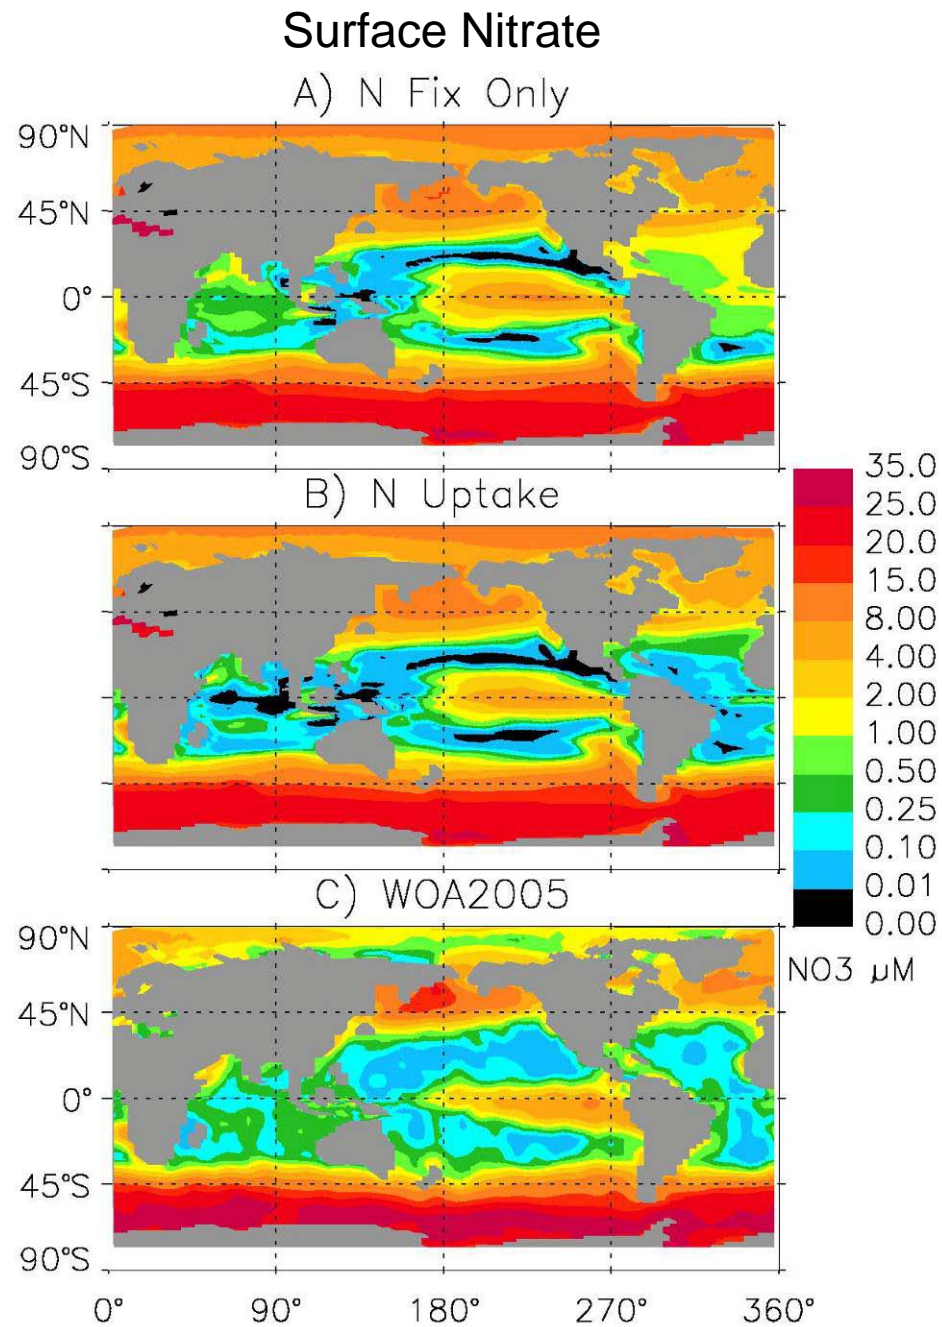 Surface Nitrate
A) N Fix Only
90°N
45°N
0°
45°S
90°S
B) N Uptake
35.0
25.0
20.0
15.0
8.00
4.00
2.00
1.00
0.50
0.25
0.10
0.01
0.00
NO3 µM
C) WOA2005
90°N
45°N
0°
45°S
90°S
0° 90° 180° 270° 360°